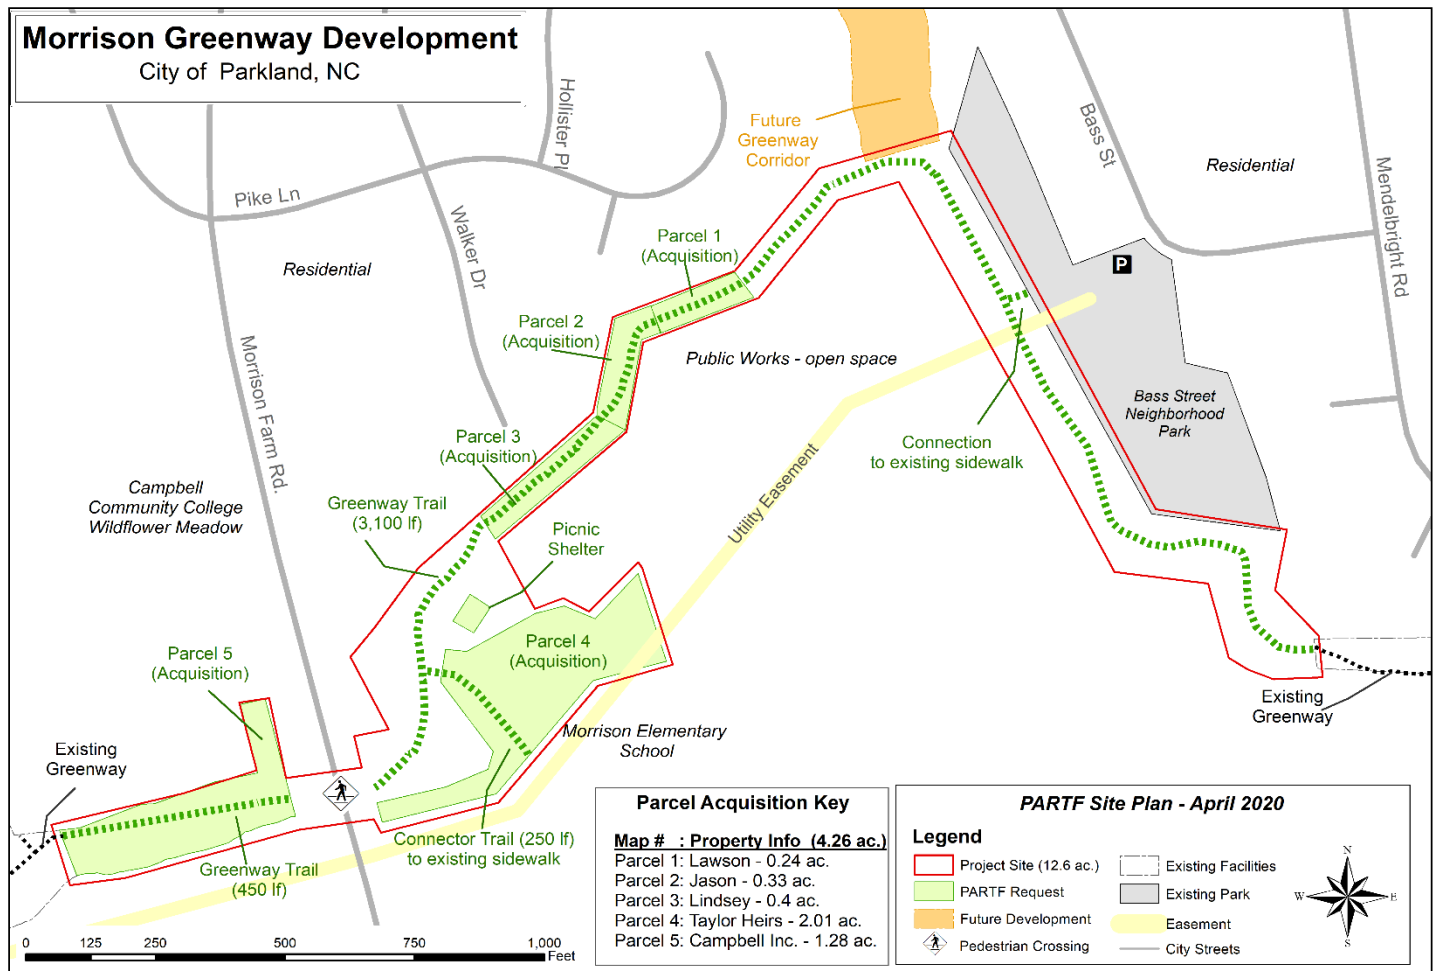 Morrison Greenway Development
City of Parkland, NC
Hollister Pl
Future
Greenway
Corridor
Bass St
Residential
Mendelbright Rd
Pike Ln
Walker Dr
Residential
Parcel 1
(Acquisition)
P
Parcel 2
(Acquisition)
Public Works - open space
Morrison Farm Rd.
Bass Street
Neighborhood
Park
Parcel 3
(Acquisition)
Connection
to existing sidewalk
Utility Easement
Campbell
Community College
Wildflower Meadow
Greenway Trail
(3,100 lf)
Picnic
Shelter
Parcel 4
(Acquisition)
Parcel 5
(Acquisition)
Existing
Greenway
Morrison Elementary
School
Existing
Greenway
Connector Trail (250 lf)
to existing sidewalk
Greenway Trail
(450 lf)
Parcel Acquisition Key
Map # : Property Info (4.26 ac.)
Parcel 1: Lawson - 0.24 ac.
Parcel 2: Jason - 0.33 ac.
Parcel 3: Lindsey - 0.4 ac.
Parcel 4: Taylor Heirs - 2.01 ac.
Parcel 5: Campbell Inc. - 1.28 ac.
PARTF Site Plan - April 2020
Legend
Project Site (12.6 ac.)
PARTF Request
Future Development
Pedestrian Crossing
Existing Facilities
Existing Park
Easement
City Streets
N
W E
S
0 125 250 500 750 1,000
Feet